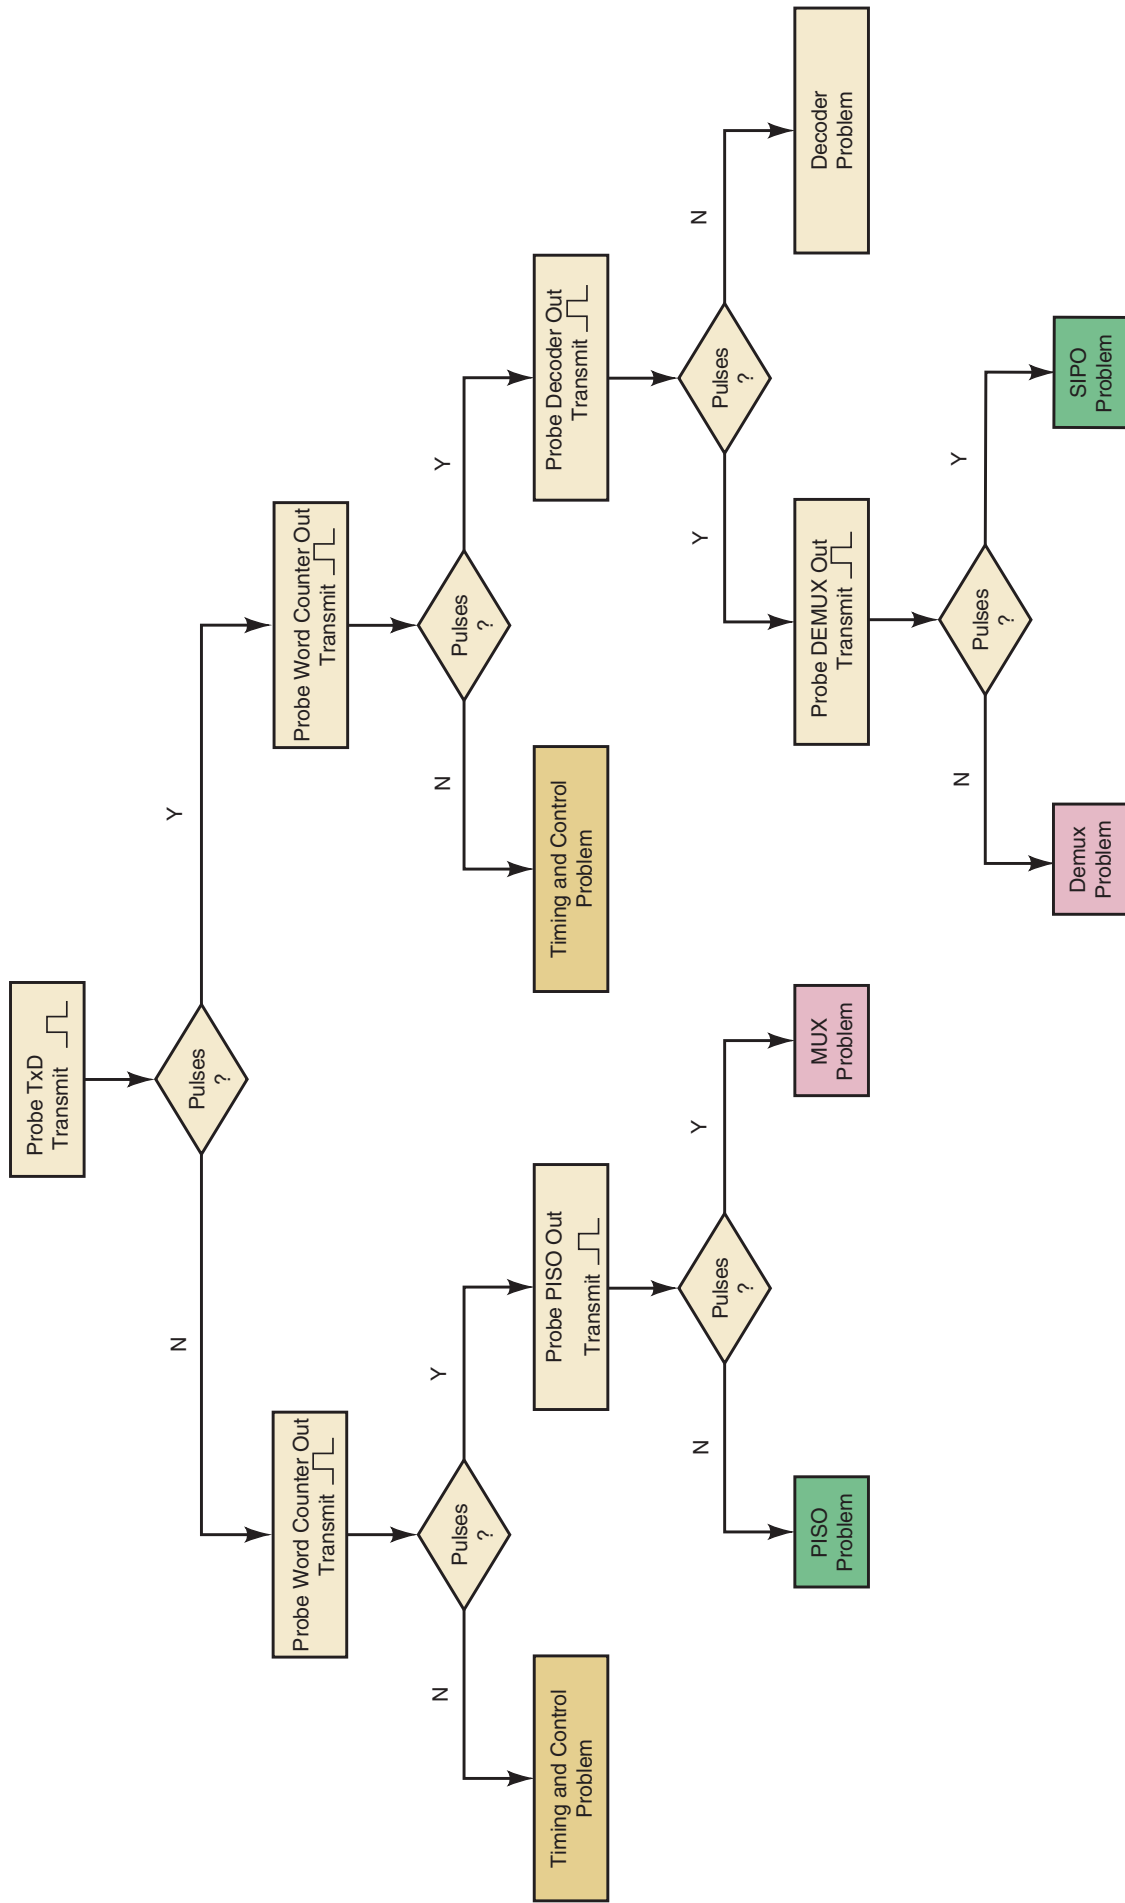 Probe TxD
Transmit
Pulses
?
N
Y
Probe Word Counter Out
Transmit
Probe Word Counter Out
Transmit
Pulses
?
Pulses
?
N
Y
N
Y
Timing and Control
Problem
Probe PISO Out
Transmit
Timing and Control
Problem
Probe Decoder Out
Transmit
Pulses
?
Pulses
?
N
Y
Y
N
PISO
Problem
MUX
Problem
Probe DEMUX Out
Transmit
Decoder
Problem
Pulses
?
N
Y
Demux
Problem
SIPO
Problem